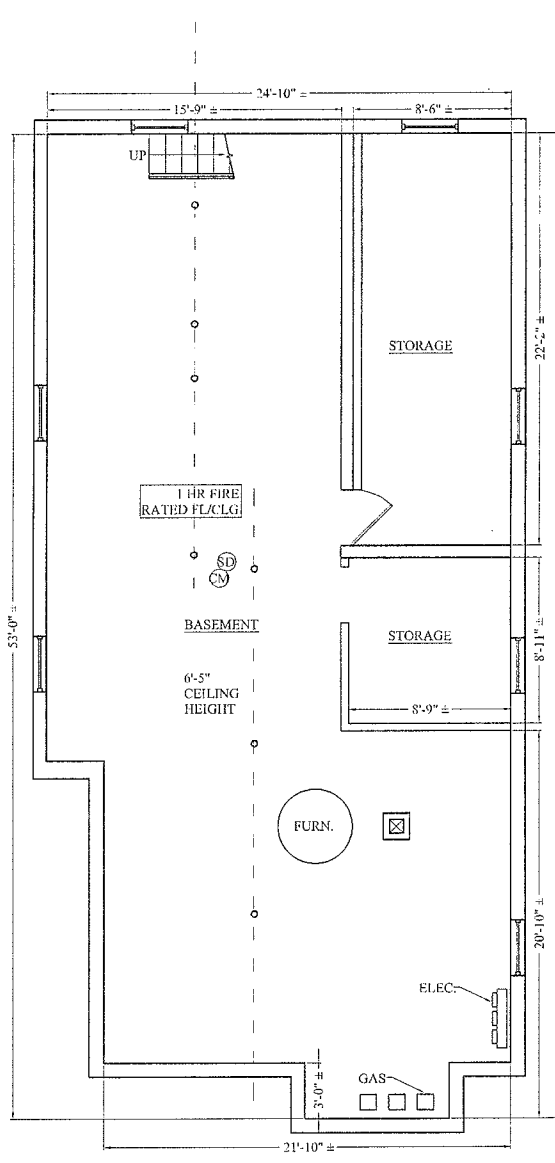 24'-10" ±
15'-9" ±
8'-6" ±
UP
STORAGE
22'-2" ±
1 HR FIRE
RATED FL/CLG
SD
CM
BASEMENT
STORAGE
53'-0" ±
8'-11" ±
6'-5"
CEILING
HEIGHT
8'-9" ±
FURN.
20'-10" ±
ELEC.
GAS
3'-0" ±
21'-10" ±